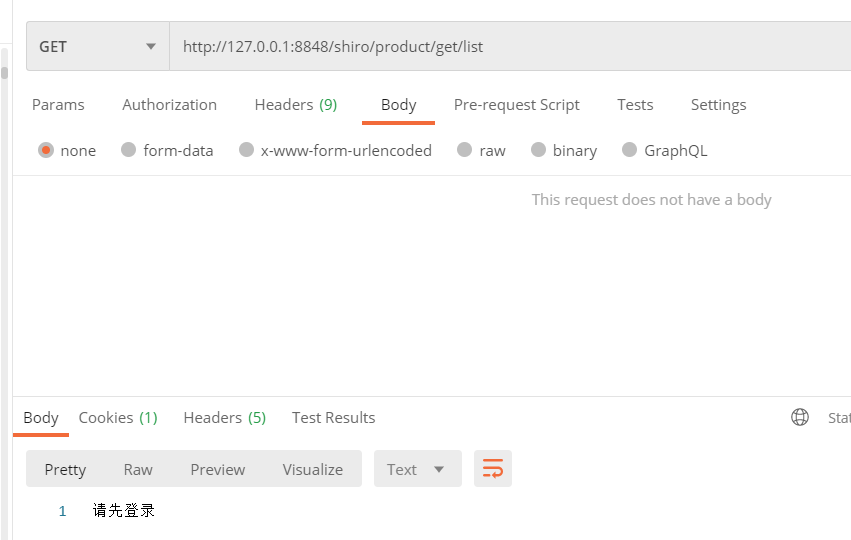 GET http://127.0.0.1:8848/shiro/product/get/list
Params Authorization Headers (9) Body Pre-request Script Tests Settings
none form-data x-www-form-urlencoded raw binary GraphQL
This request does not have a body
Body Cookies (1) Headers (5) Test Results Stat
Pretty Raw Preview Visualize Text
1 请先登录